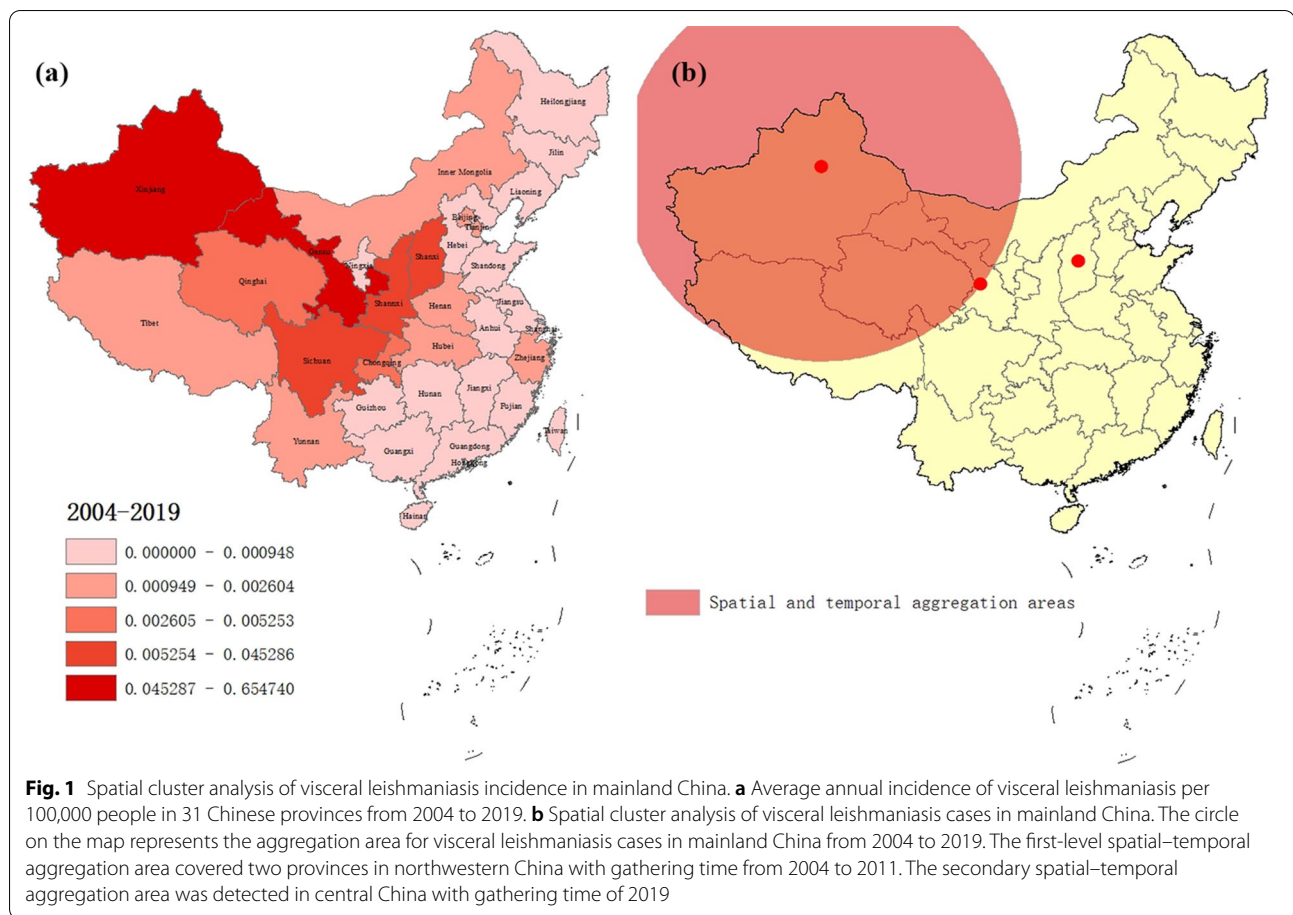 (a)
(b)
Heilongjiang
Jilin
Inner Mongolia
Liaoning
Xinjiang
Beijing
Tianjin
Hebei
Gansu
Ningxia
Shanxi
Shandong
Qinghai
Shannxi
Henan
Jiangsu
Tibet
Anhui
Shanghai
Sichuan
Chongqing
Hubei
Zhejiang
Hunan
Jiangxi
Guizhou
Fujian
Yunnan
Guangxi
Guangdong
Taiwan
Hongkong
Hainan
2004-2019
0.000000 - 0.000948
0.000949 - 0.002604
0.002605 - 0.005253
0.005254 - 0.045286
0.045287 - 0.654740
Spatial and temporal aggregation areas
Fig. 1 Spatial cluster analysis of visceral leishmaniasis incidence in mainland China. a Average annual incidence of visceral leishmaniasis per
100,000 people in 31 Chinese provinces from 2004 to 2019. b Spatial cluster analysis of visceral leishmaniasis cases in mainland China. The circle
on the map represents the aggregation area for visceral leishmaniasis cases in mainland China from 2004 to 2019. The first-level spatial–temporal
aggregation area covered two provinces in northwestern China with gathering time from 2004 to 2011. The secondary spatial–temporal
aggregation area was detected in central China with gathering time of 2019